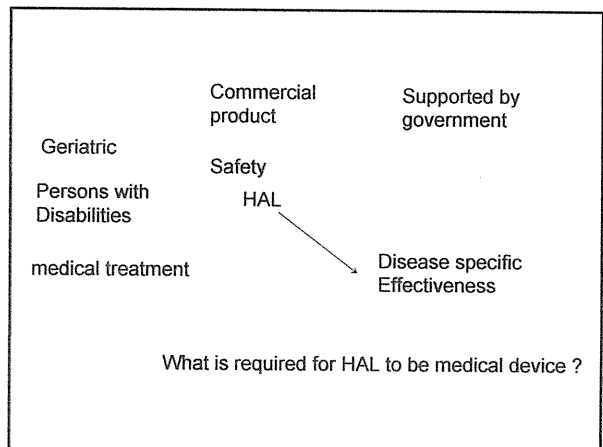 Commercial
product
Supported by
government
Geriatric
Safety
Persons with
Disabilities
HAL
medical treatment
Disease specific
Effectiveness
What is required for HAL to be medical device ?